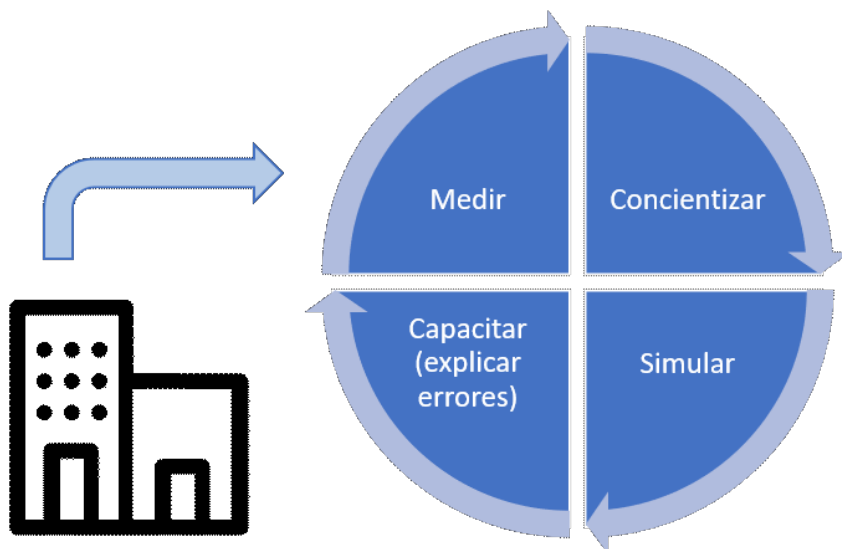 Medir
Concientizar
Capacitar
(explicar
errores)
Simular